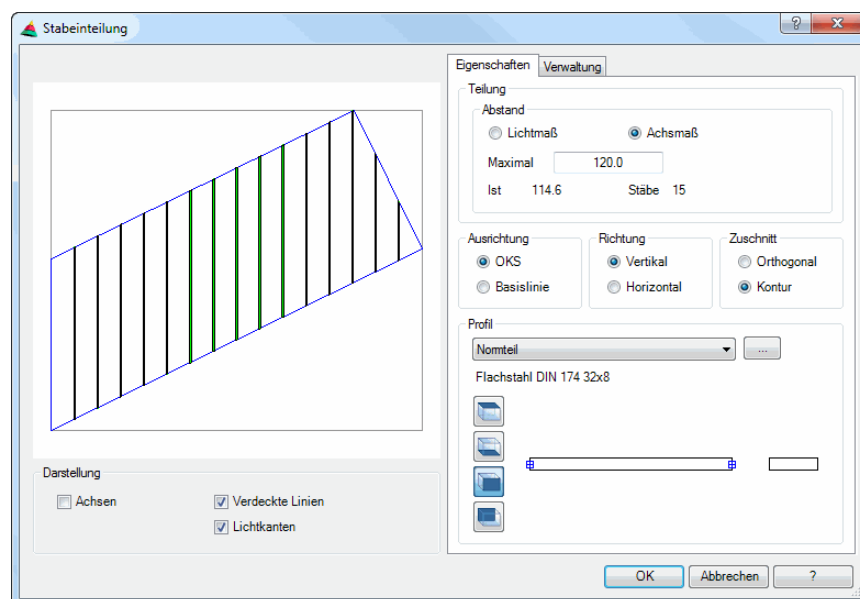 Stabeinteilung
?
Eigenschaften Verwaltung
Teilung
Abstand
Lichtmaß Achsmaß
Maximal 120.0
Ist 114.6 Stäbe 15
Ausrichtung Richtung Zuschnitt
OKS Vertikal Orthogonal
Basislinie Horizontal Kontur
Profil
Normteil ...
Flachstahl DIN 174 32x8
Darstellung
Achsen Verdeckte Linien
Lichtkanten
OK Abbrechen ?